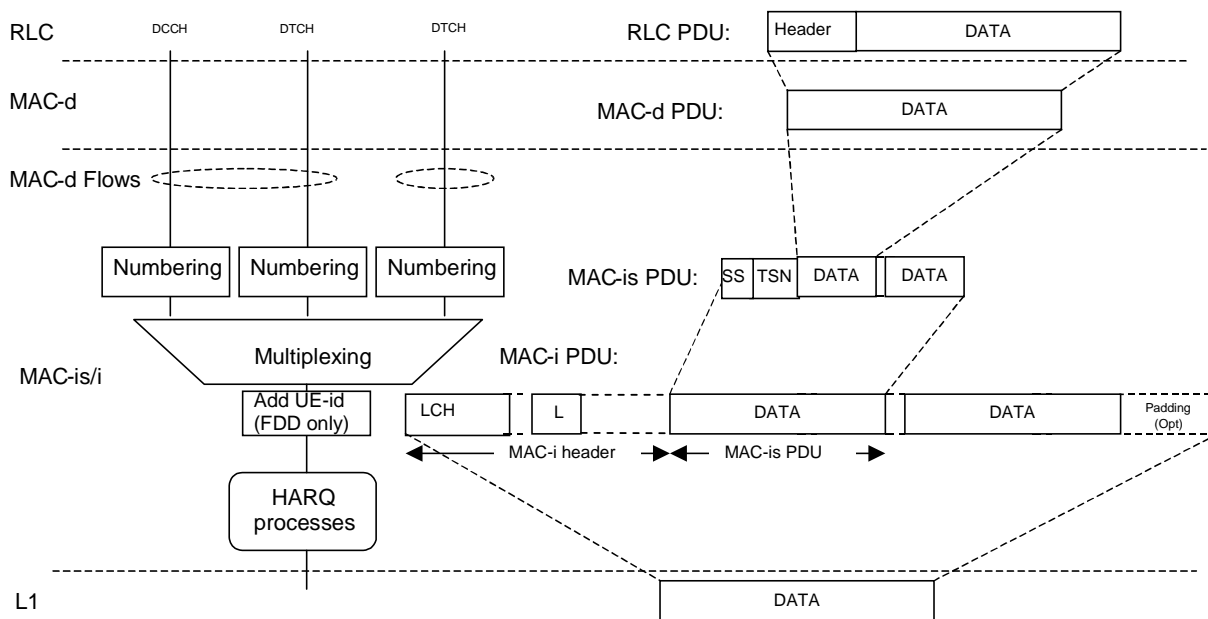 RLC
DCCH
DTCH
DTCH
RLC PDU:
Header
DATA
MAC-d
MAC-d PDU:
DATA
MAC-d Flows
Numbering
Numbering
Numbering
MAC-is PDU:
SS
TSN
DATA
DATA
Multiplexing
MAC-i PDU:
MAC-is/i
Add UE-id
(FDD only)
LCH
L
DATA
DATA
Padding
(Opt)
MAC-i header
MAC-is PDU
HARQ
processes
L1
DATA